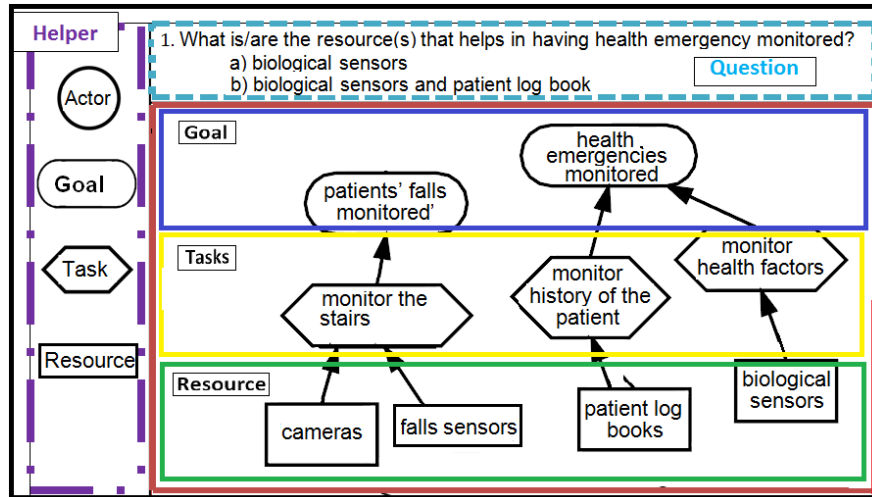 Helper
Actor
Goal
Task
Resource
1. What is/are the resource(s) that helps in having health emergency monitored?
a) biological sensors
b) biological sensors and patient log book
Question
Goal
patients' falls
monitored'
health
emergencies
monitored
Tasks
monitor the
stairs
monitor
history of the
patient
monitor
health factors
Resource
cameras
falls sensors
patient log
books
biological
sensors